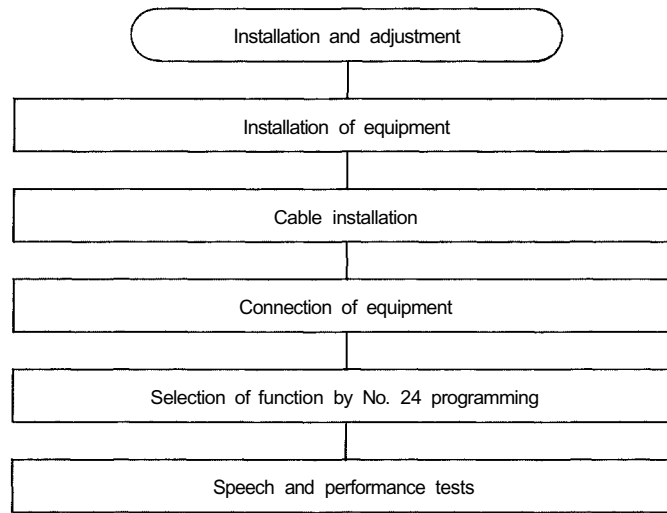 Installation and adjustment
Installation of equipment
Cable installation
Connection of equipment
Selection of function by No. 24 programming
Speech and performance tests